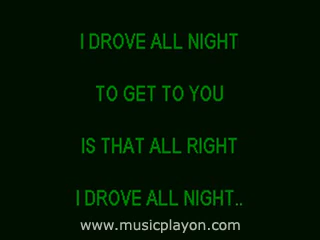 I DROVE ALL NIGHT
TO GET TO YOU
IS THAT ALL RIGHT
I DROVE ALL NIGHT..
www.musicplayon.com